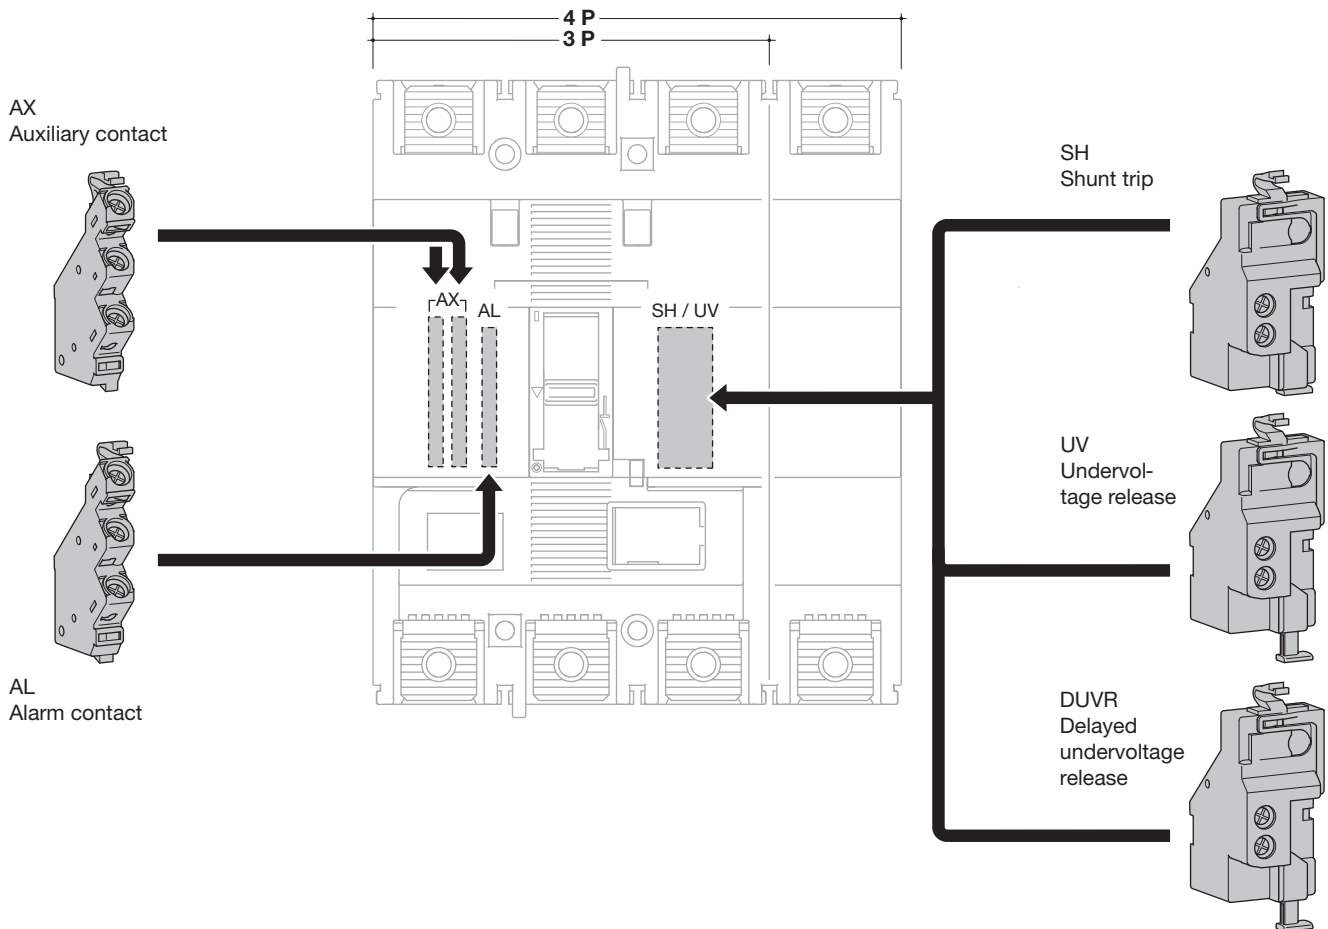 4 P
3 P
AX
Auxiliary contact
SH
Shunt trip
AX
AL
SH / UV
UV
Undervol-
tage release
AL
Alarm contact
DUVR
Delayed
undervoltage
release